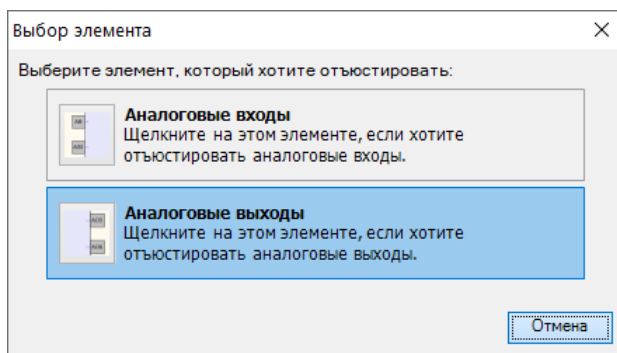 Выбор элемента
Выберите элемент, который хотите отъюстировать:
Аналоговые входы
Щелкните на этом элементе, если хотите
отъюстировать аналоговые входы.
Аналоговые выходы
Щелкните на этом элементе, если хотите
отъюстировать аналоговые выходы.
Отмена